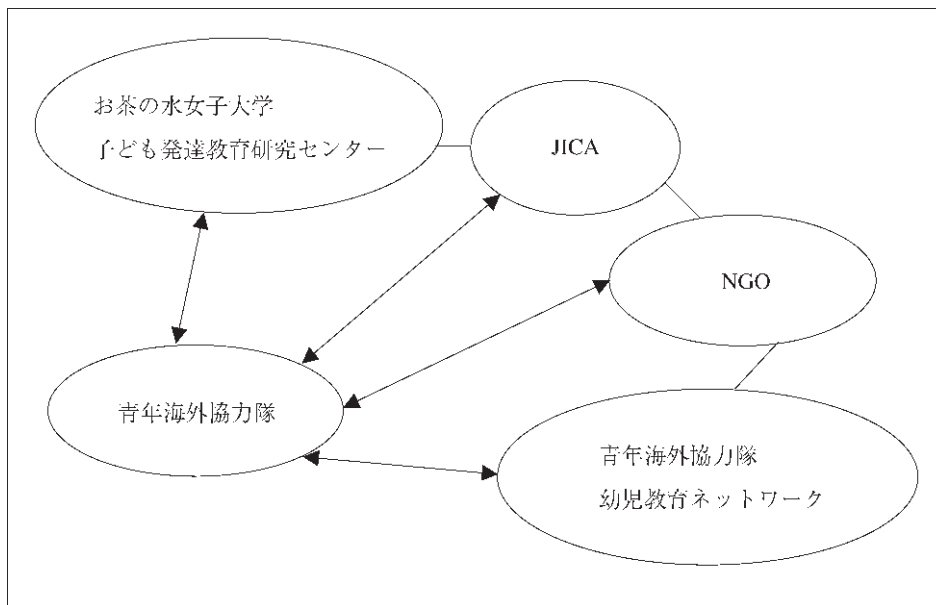 お茶の水女子大学
子ども発達教育研究センター
JICA
NGO
青年海外協力隊
青年海外協力隊
幼児教育ネットワーク